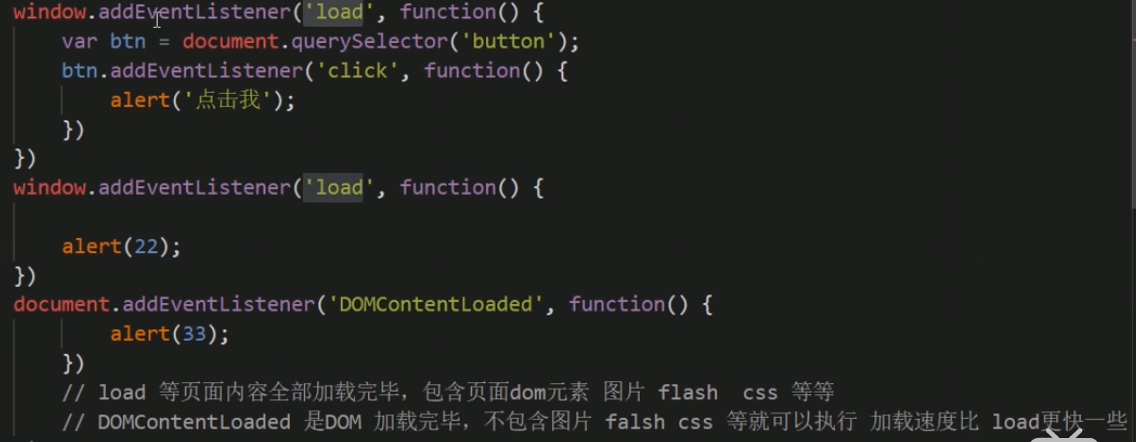 window.addEventListener('load', function() {
    var btn = document.querySelector('button');
    btn.addEventListener('click', function() {
        alert('点击我');
    })
})
window.addEventListener('load', function() {
    alert(22);
})
document.addEventListener('DOMContentLoaded', function() {
        alert(33);
    })
    // load 等页面内容全部加载完毕，包含页面dom元素 图片 flash  css 等等
    // DOMContentLoaded 是DOM 加载完毕，不包含图片 falsh css 等就可以执行 加载速度比 load更快一些